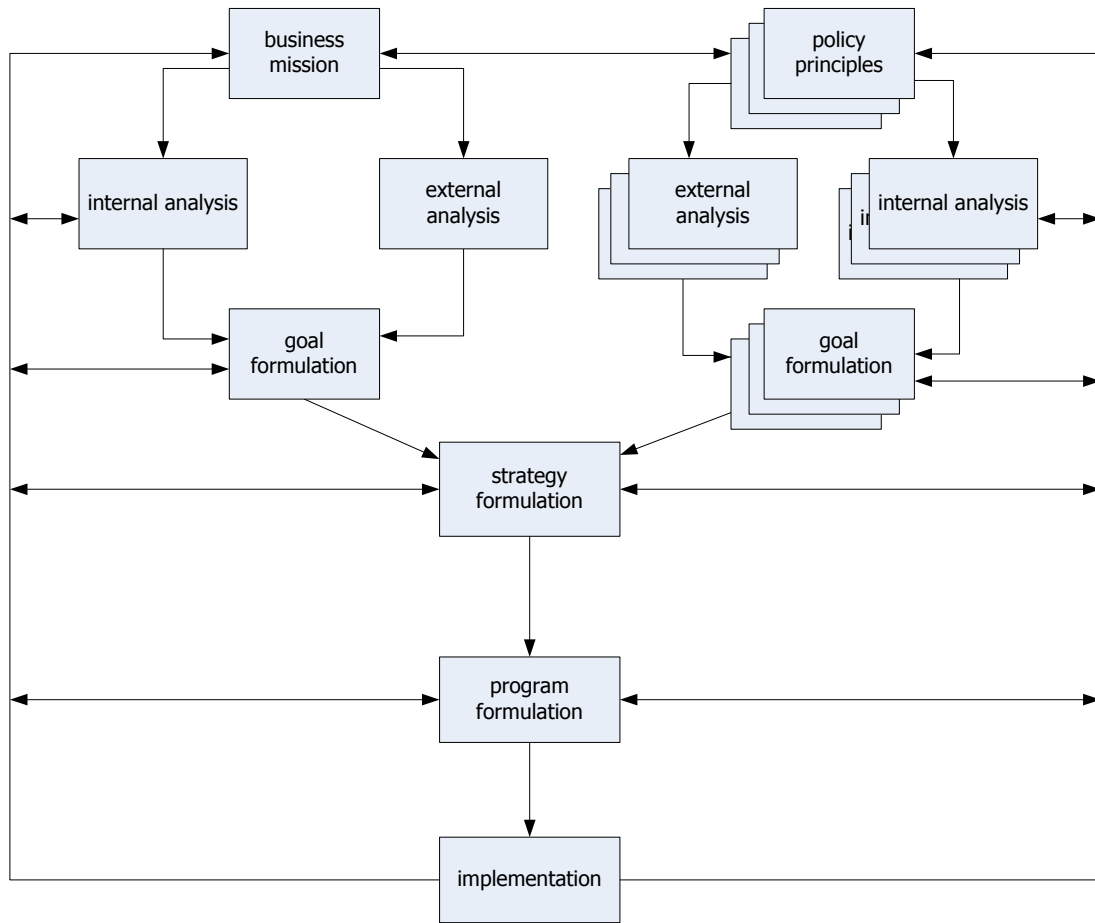 business
mission
policy
principles
internal analysis
external
analysis
external
analysis
internal analysis
goal
formulation
goal
formulation
strategy
formulation
program
formulation
implementation